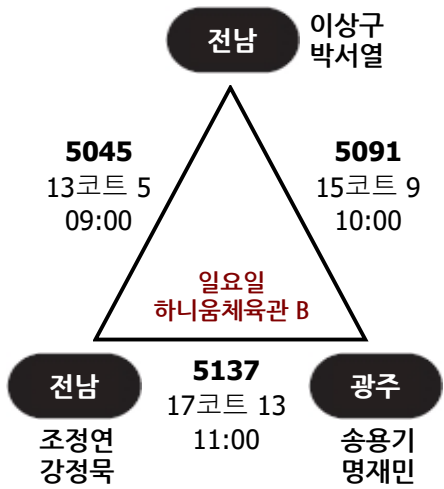 전남
이상구
박서열
5045
13코트 5
09:00
5091
15코트 9
10:00
일요일
하니움체육관 B
전남
조정연
강정묵
5137
17코트 13
11:00
광주
송용기
명재민